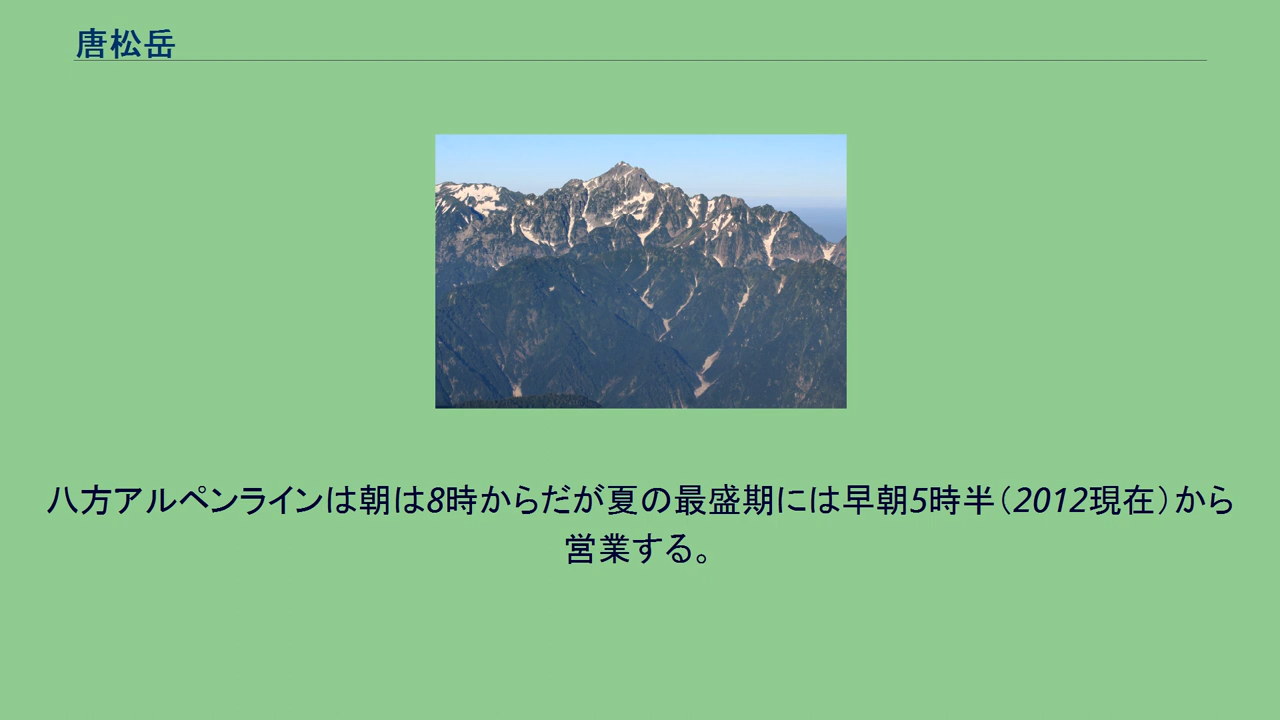 唐松岳
八方アルペンラインは朝は8時からだが夏の最盛期には早朝5時半（2012現在）から
営業する。